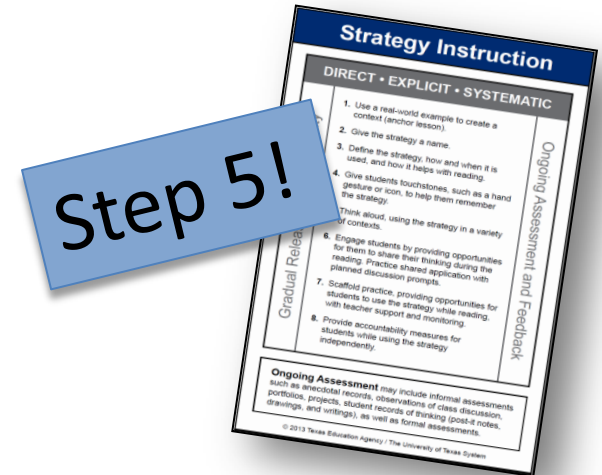 Strategy Instruction
DIRECT • EXPLICIT • SYSTEMATIC
1. Use a real-world example to create a
context (anchor lesson).
2. Give the strategy a name.
3. Define the strategy, how and when it is
used, and how it helps with reading.
4. Give students touchstones, such as a hand
gesture or icon, to help them remember
the strategy.
Think aloud, using the strategy in a variety
of contexts.
6. Engage students by providing opportunities
for them to share their thinking during the
reading. Practice shared application with
planned discussion prompts.
7. Scaffold practice, providing opportunities for
students to use the strategy while reading,
with teacher support and monitoring.
8. Provide accountability measures for
students while using the strategy
independently.
Gradual
Ongoing Assessment and Feedback
Step 5!
Ongoing Assessment may include informal assessments
such as anecdotal records, observations of class discussion,
portfolios, projects, student records of thinking (post-it notes,
drawings, and writings), as well as formal assessments.
© 2013 Texas Education Agency / The University of Texas System